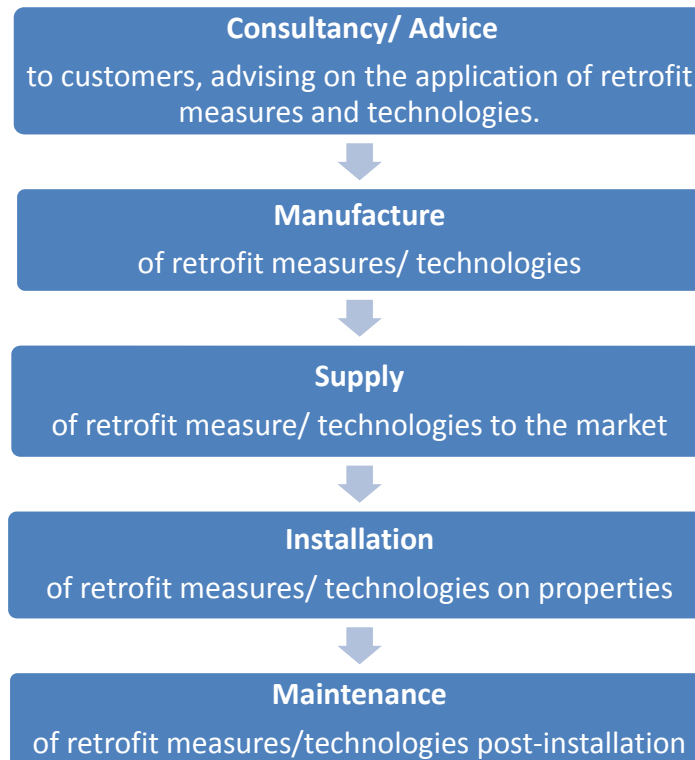 Consultancy/ Advice
to customers, advising on the application of retrofit
measures and technologies.
Manufacture
of retrofit measures/ technologies
Supply
of retrofit measure/ technologies to the market
Installation
of retrofit measures/ technologies on properties
Maintenance
of retrofit measures/technologies post-installation